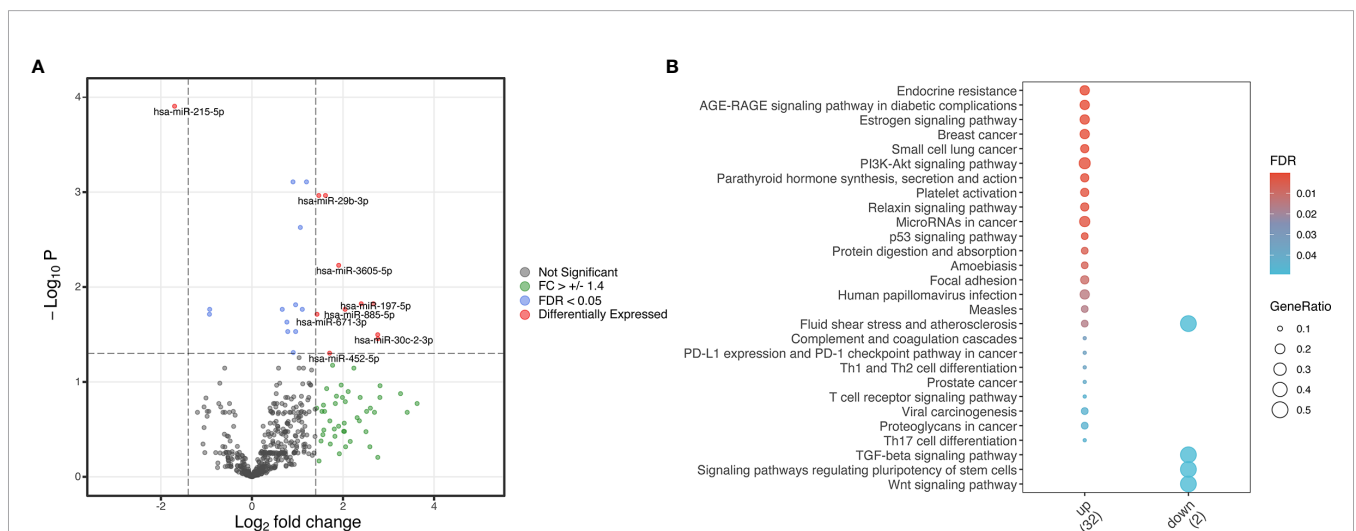 A
4
3
2
1
0
-2
0
2
4
−Log10 P
Log2 fold change
hsa-miR-215-5p
hsa-miR-29b-3p
hsa-miR-3605-5p
hsa-miR-197-5p
hsa-miR-885-5p
hsa-miR-671-3p
hsa-miR-30c-2-3p
hsa-miR-452-5p
Not Significant
FC > +/- 1.4
FDR < 0.05
Differentially Expressed
B
Endocrine resistance
AGE-RAGE signaling pathway in diabetic complications
Estrogen signaling pathway
Breast cancer
Small cell lung cancer
PI3K-Akt signaling pathway
Parathyroid hormone synthesis, secretion and action
Platelet activation
Relaxin signaling pathway
MicroRNAs in cancer
p53 signaling pathway
Protein digestion and absorption
Amoebiasis
Focal adhesion
Human papillomavirus infection
Measles
Fluid shear stress and atherosclerosis
Complement and coagulation cascades
PD-L1 expression and PD-1 checkpoint pathway in cancer
Th1 and Th2 cell differentiation
Prostate cancer
T cell receptor signaling pathway
Viral carcinogenesis
Proteoglycans in cancer
Th17 cell differentiation
TGF-beta signaling pathway
Signaling pathways regulating pluripotency of stem cells
Wnt signaling pathway
up
(32)
down
(2)
FDR
0.01
0.02
0.03
0.04
GeneRatio
0.1
0.2
0.3
0.4
0.5